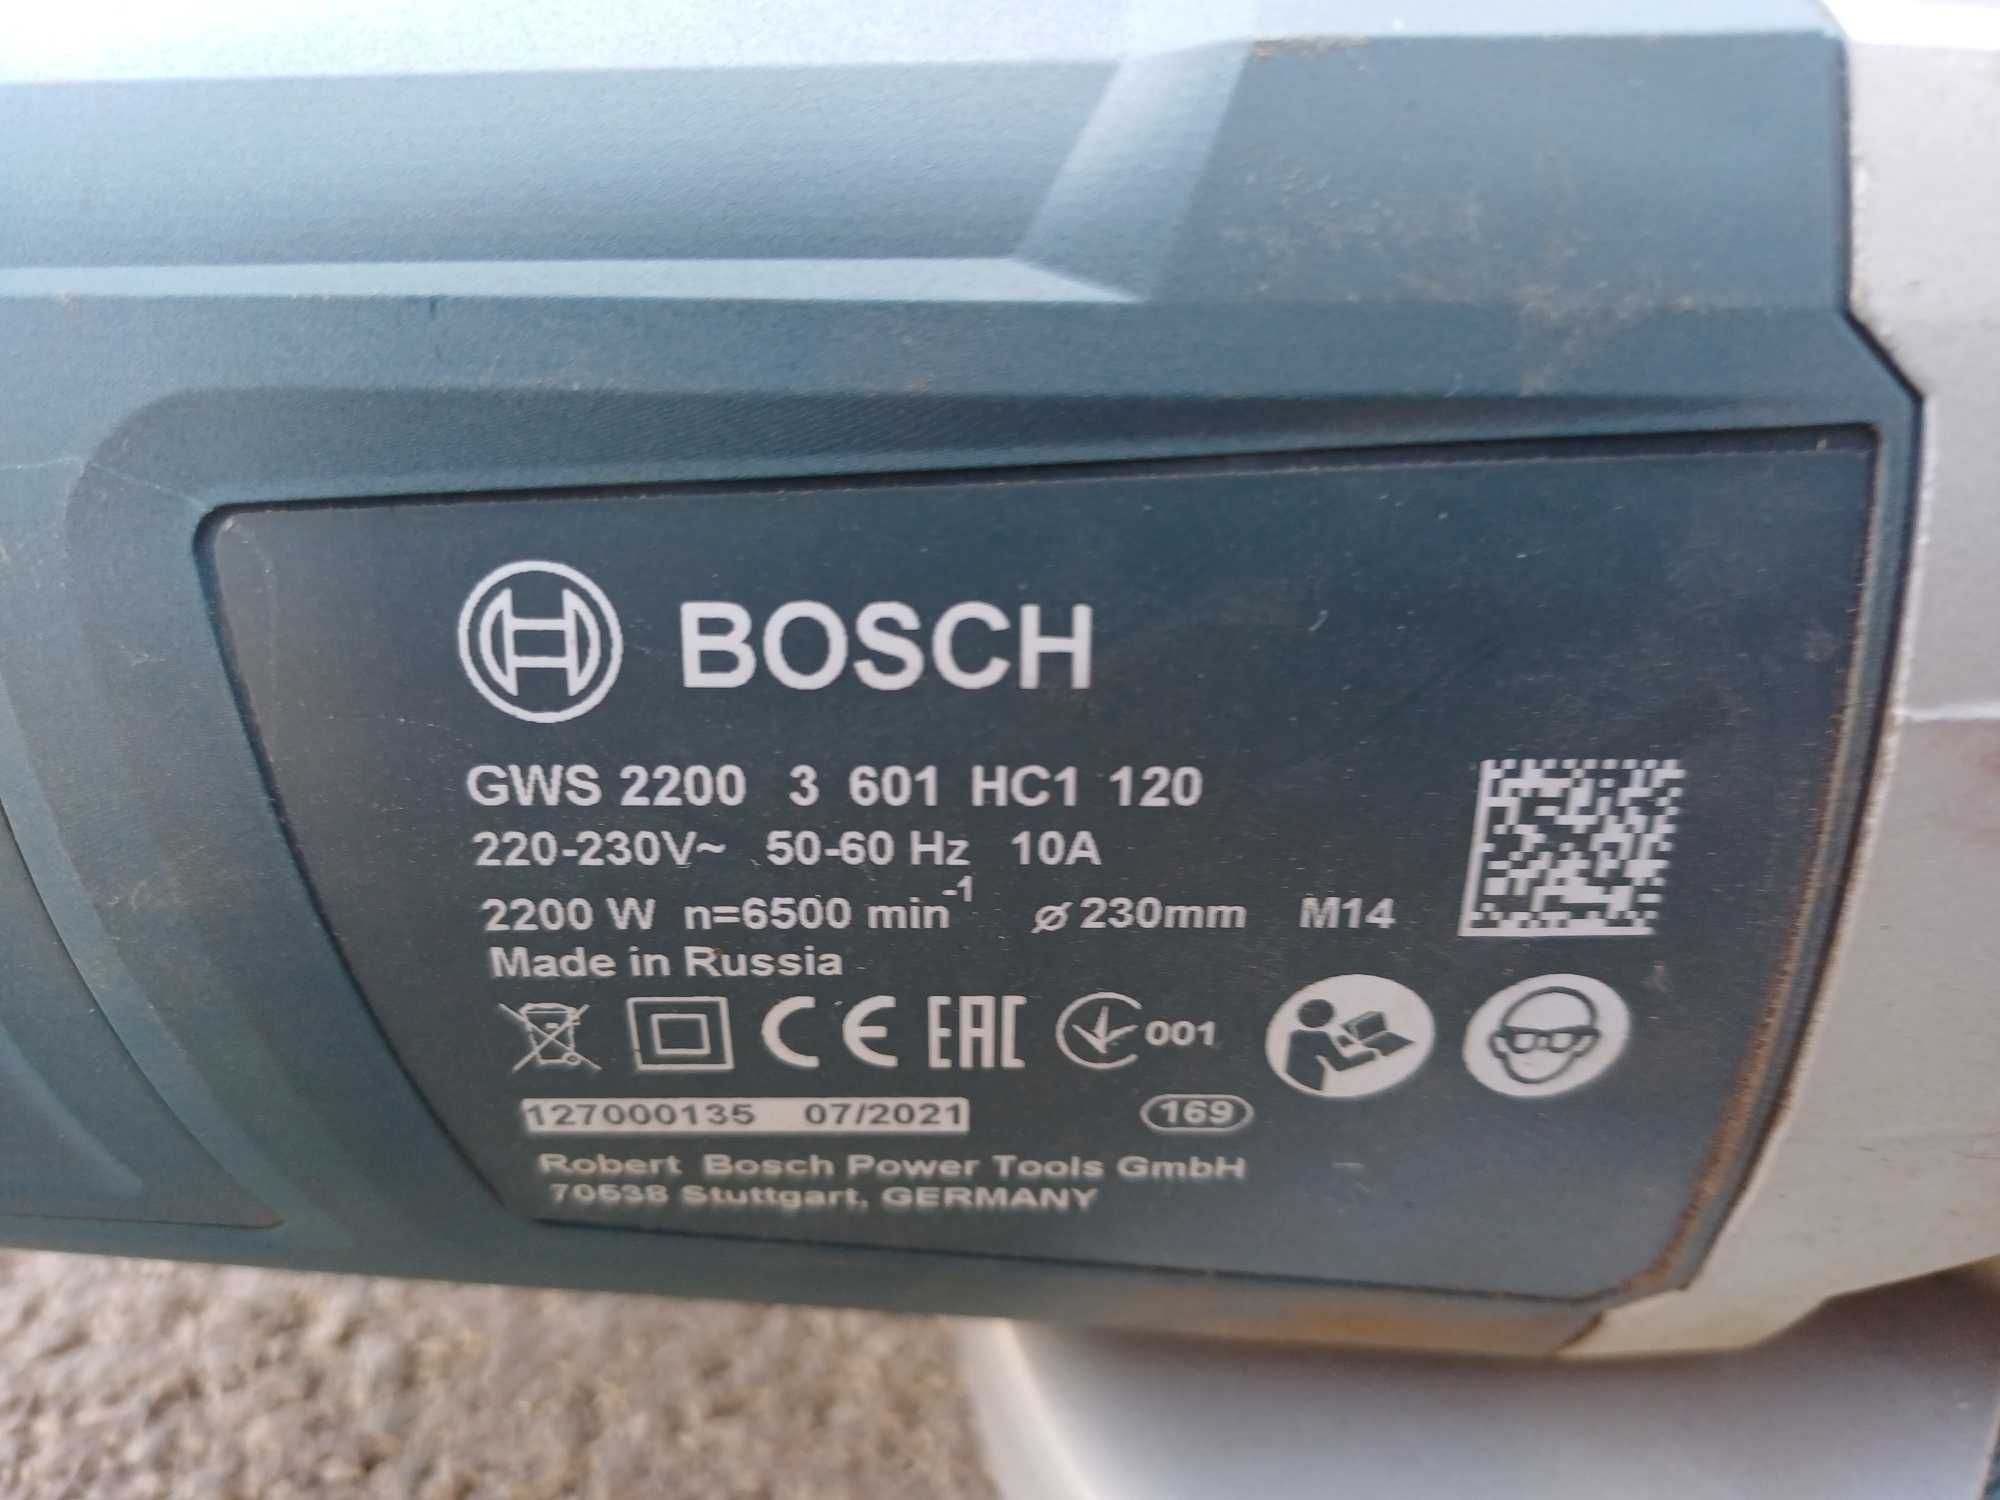 BOSCH
GWS 2200 3 601 HC1 120
220-230V~ 50-60 Hz 10A
2200 W n=6500 min-1 ⌀ 230mm M14
Made in Russia
CE EAC 001
127000135 07/2021 169
Robert Bosch Power Tools GmbH
70538 Stuttgart, GERMANY